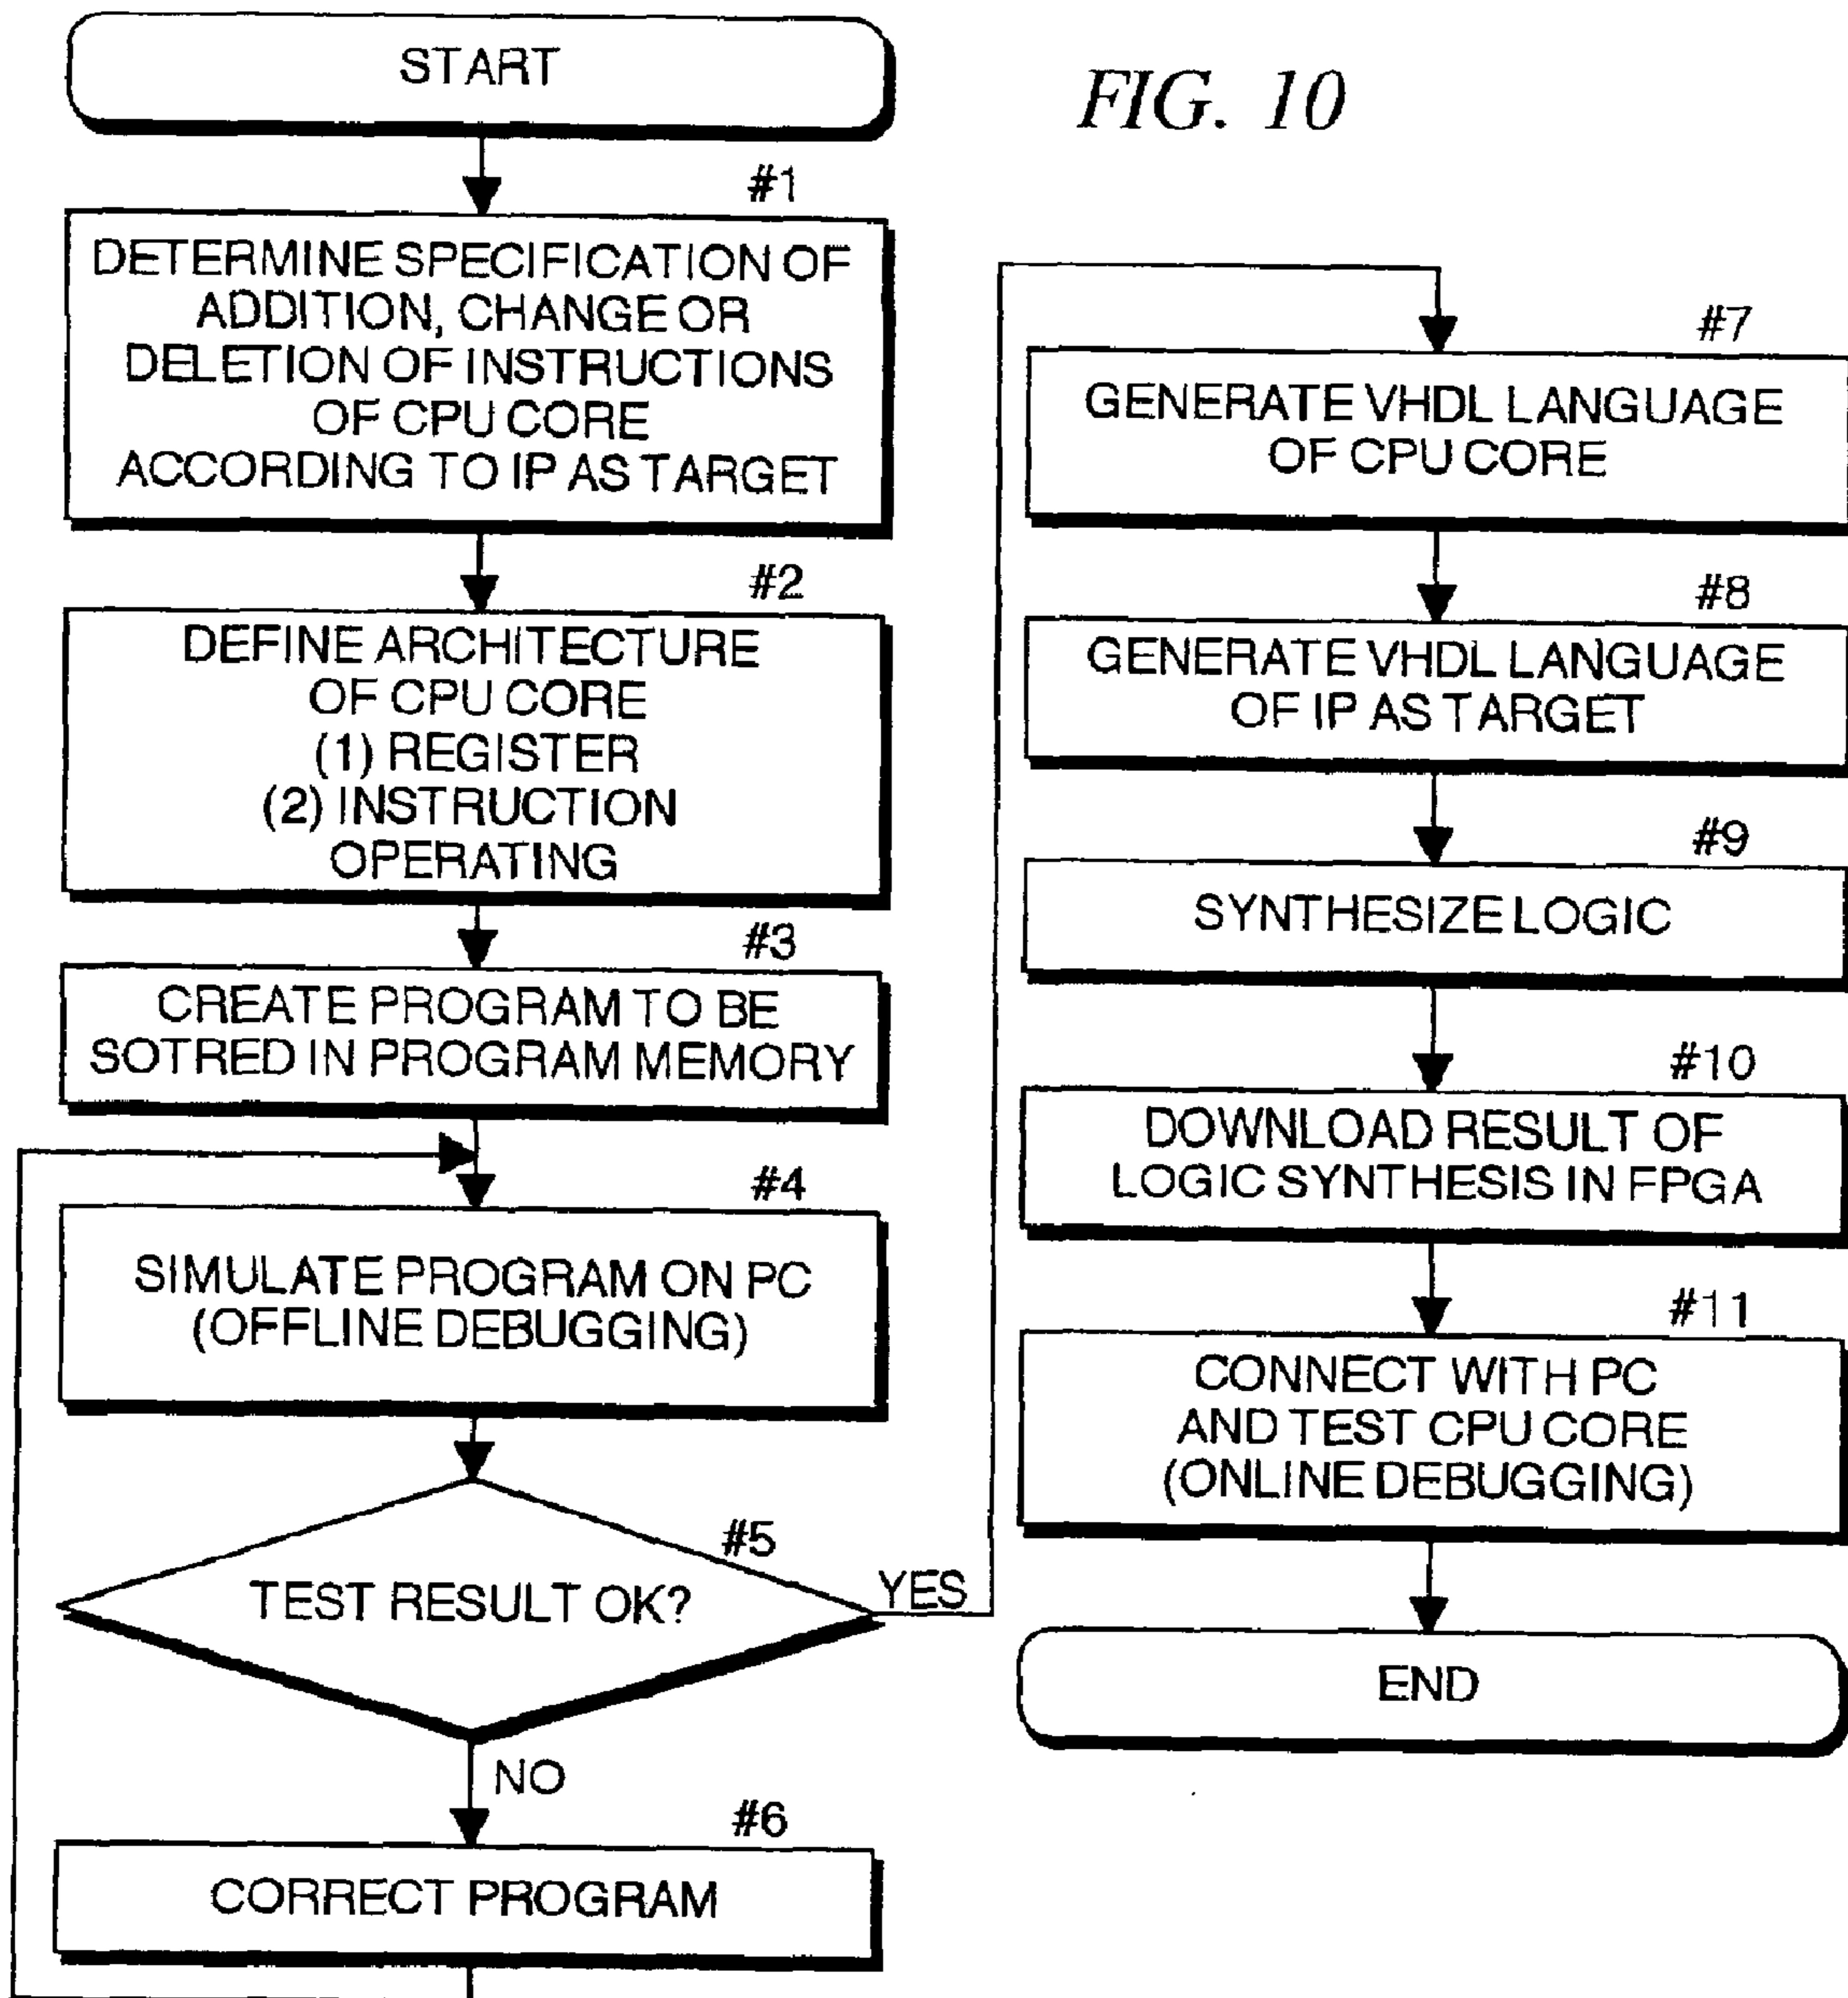 FIG. 10
START
#1
DETERMINE SPECIFICATION OF
ADDITION, CHANGE OR
DELETION OF INSTRUCTIONS
OF CPU CORE
ACCORDING TO IP AS TARGET
#2
DEFINE ARCHITECTURE
OF CPU CORE
(1) REGISTER
(2) INSTRUCTION
OPERATING
#3
CREATE PROGRAM TO BE
SOTRED IN PROGRAM MEMORY
#4
SIMULATE PROGRAM ON PC
(OFFLINE DEBUGGING)
#5
TEST RESULT OK?
YES
NO
#6
CORRECT PROGRAM
#7
GENERATE VHDL LANGUAGE
OF CPU CORE
#8
GENERATE VHDL LANGUAGE
OF IP AS TARGET
#9
SYNTHESIZE LOGIC
#10
DOWNLOAD RESULT OF
LOGIC SYNTHESIS IN FPGA
#11
CONNECT WITH PC
AND TEST CPU CORE
(ONLINE DEBUGGING)
END